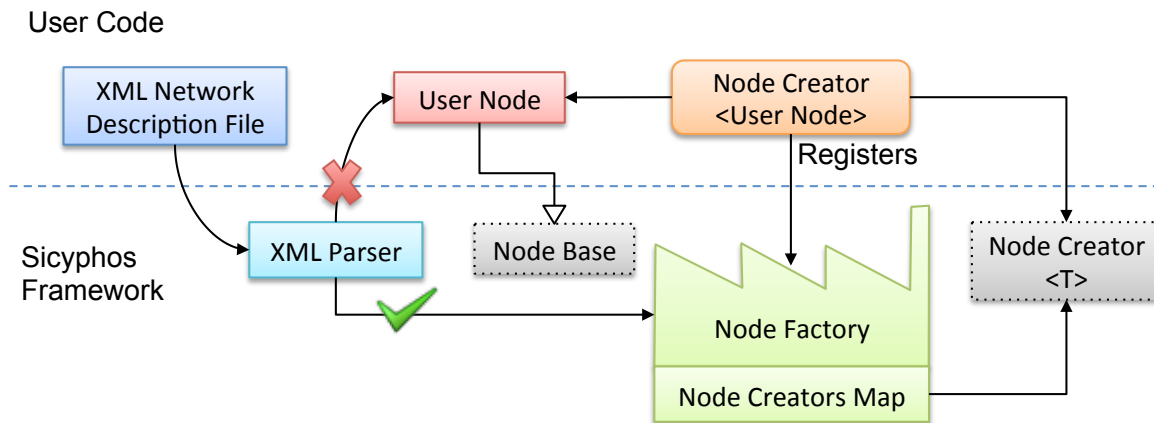 User Code
XML Network
Description File
User Node
Node Creator
<User Node>
Registers
Sicyphos
Framework
XML Parser
Node Base
Node Factory
Node Creators Map
Node Creator
<T>